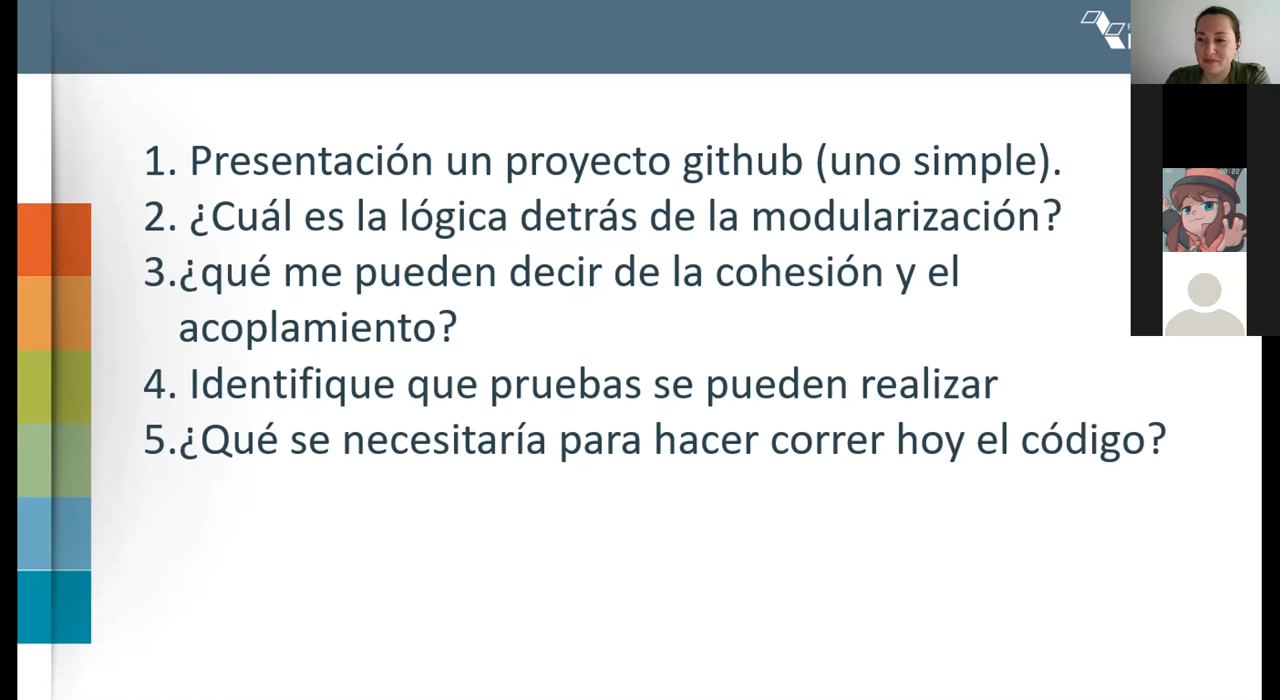 1. Presentación un proyecto github (uno simple).
2. ¿Cuál es la lógica detrás de la modularización?
3.¿qué me pueden decir de la cohesión y el
acoplamiento?
4. Identifique que pruebas se pueden realizar
5.¿Qué se necesitaría para hacer correr hoy el código?